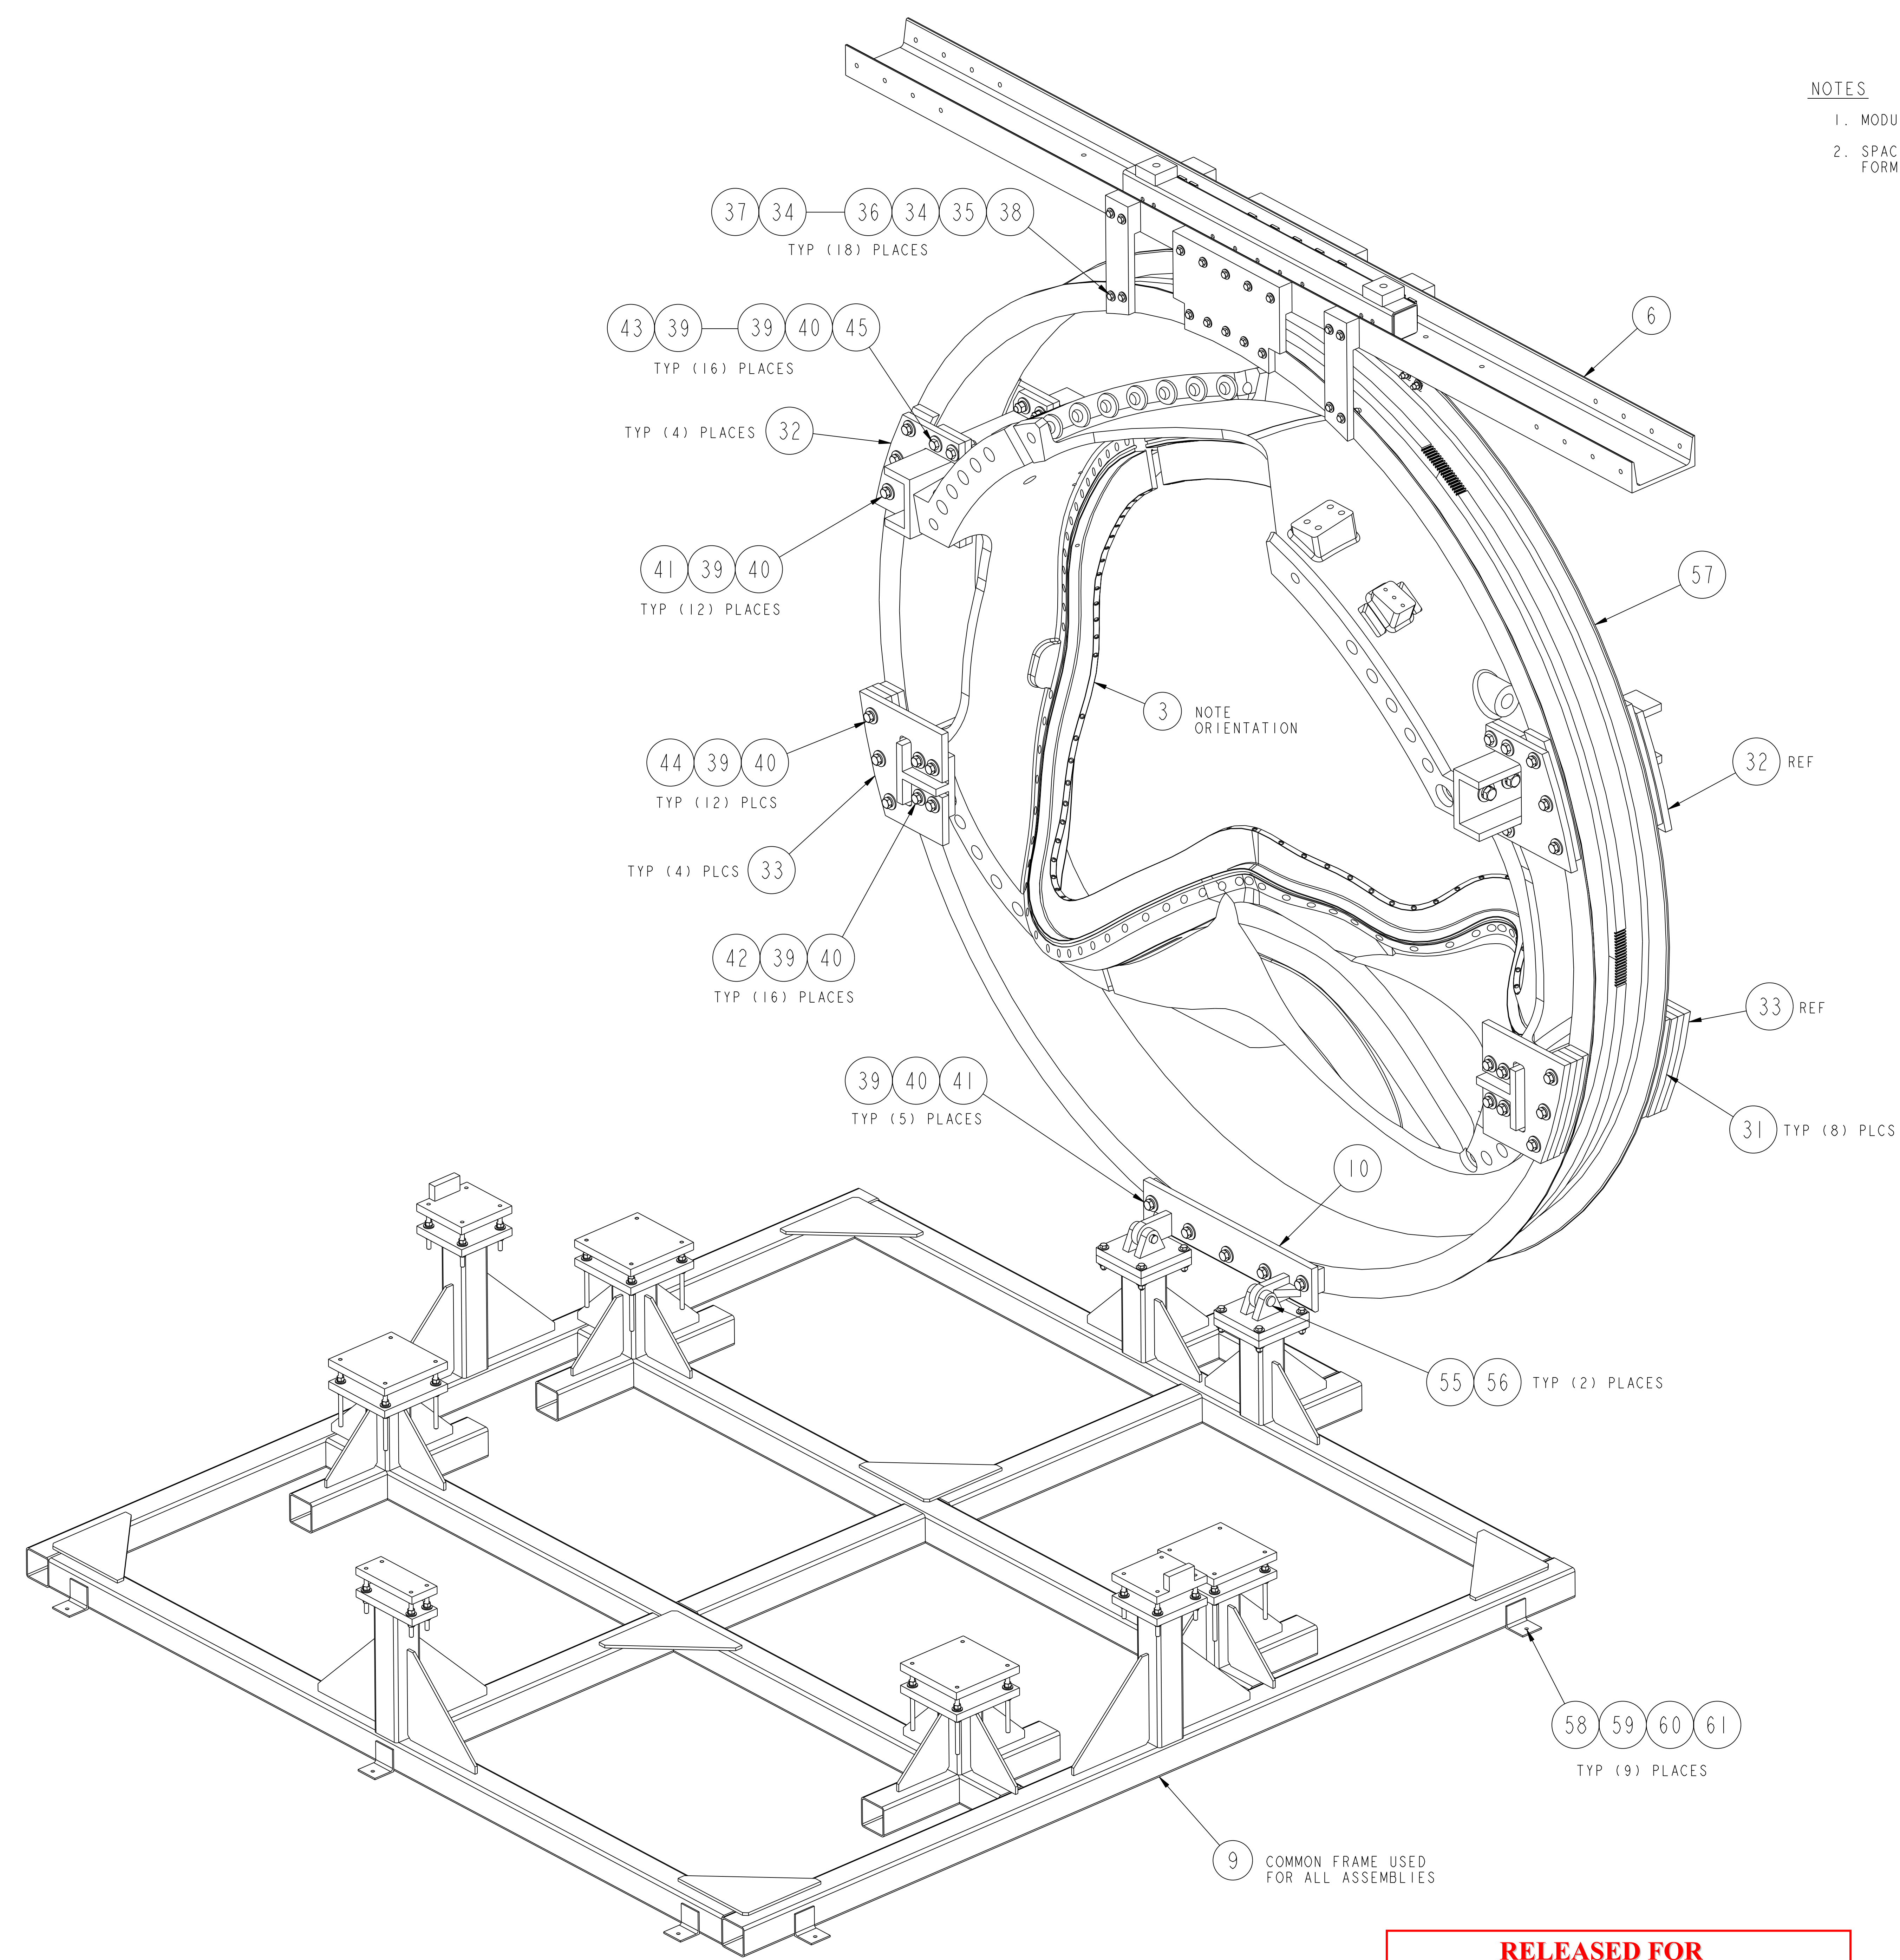 NOTES
1. MODU
2. SPAC
FORM
37 34 36 34 35 38
TYP (18) PLACES
43 39 39 40 45
TYP (16) PLACES
TYP (4) PLACES 32
41 39 40
TYP (12) PLACES
6
57
3 NOTE
ORIENTATION
44 39 40
TYP (12) PLCS
32 REF
TYP (4) PLCS 33
42 39 40
TYP (16) PLACES
33 REF
39 40 41
TYP (5) PLACES
31 TYP (8) PLCS
10
55 56 TYP (2) PLACES
58 59 60 61
TYP (9) PLACES
9 COMMON FRAME USED
FOR ALL ASSEMBLIES
RELEASED FOR